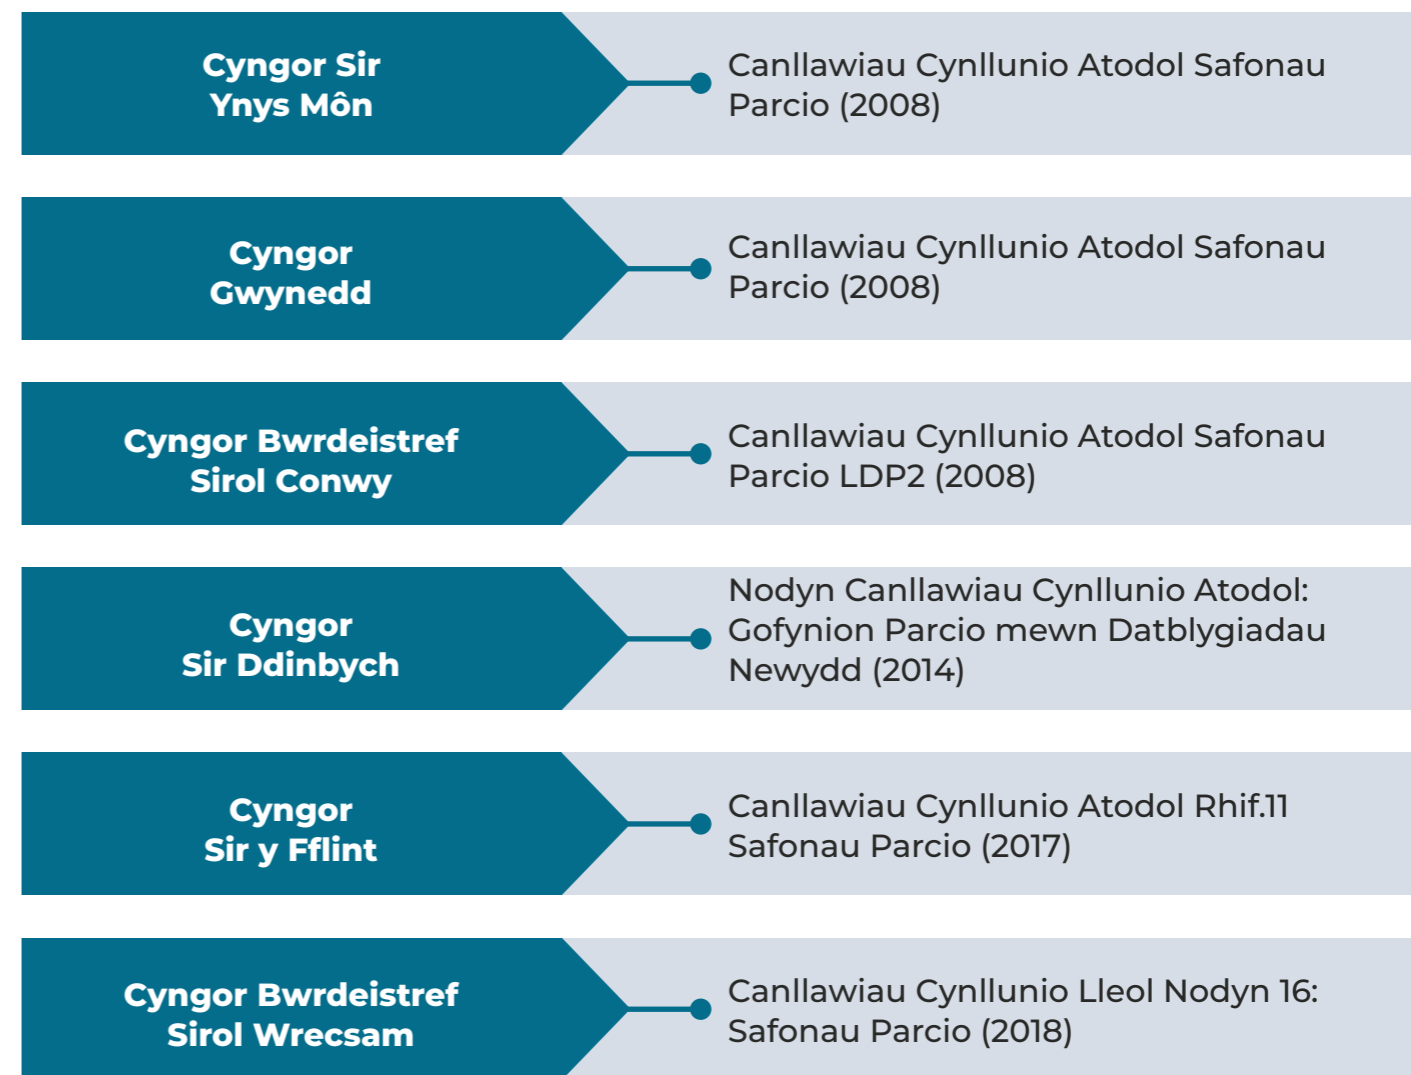 Cyngor Sir
Ynys Môn
Canllawiau Cynllunio Atodol Safonau
Parcio (2008)
Cyngor
Gwynedd
Canllawiau Cynllunio Atodol Safonau
Parcio (2008)
Cyngor Bwrdeistref
Sirol Conwy
Canllawiau Cynllunio Atodol Safonau
Parcio LDP2 (2008)
Cyngor
Sir Ddinbych
Nodyn Canllawiau Cynllunio Atodol:
Gofynion Parcio mewn Datblygiadau
Newydd (2014)
Cyngor
Sir y Fflint
Canllawiau Cynllunio Atodol Rhif.11
Safonau Parcio (2017)
Cyngor Bwrdeistref
Sirol Wrecsam
Canllawiau Cynllunio Lleol Nodyn 16:
Safonau Parcio (2018)